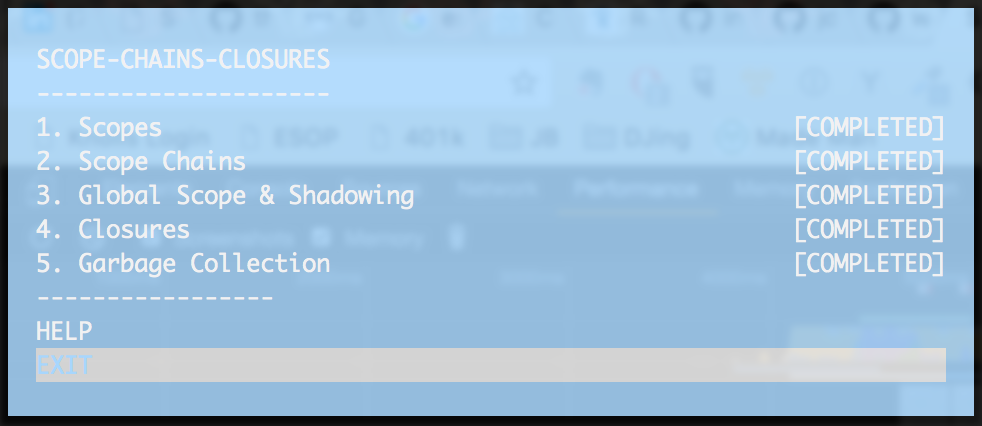 SCOPE-CHAINS-CLOSURES
---------------------
1. Scopes [COMPLETED]
2. Scope Chains [COMPLETED]
3. Global Scope & Shadowing [COMPLETED]
4. Closures [COMPLETED]
5. Garbage Collection [COMPLETED]
-----------------
HELP
EXIT